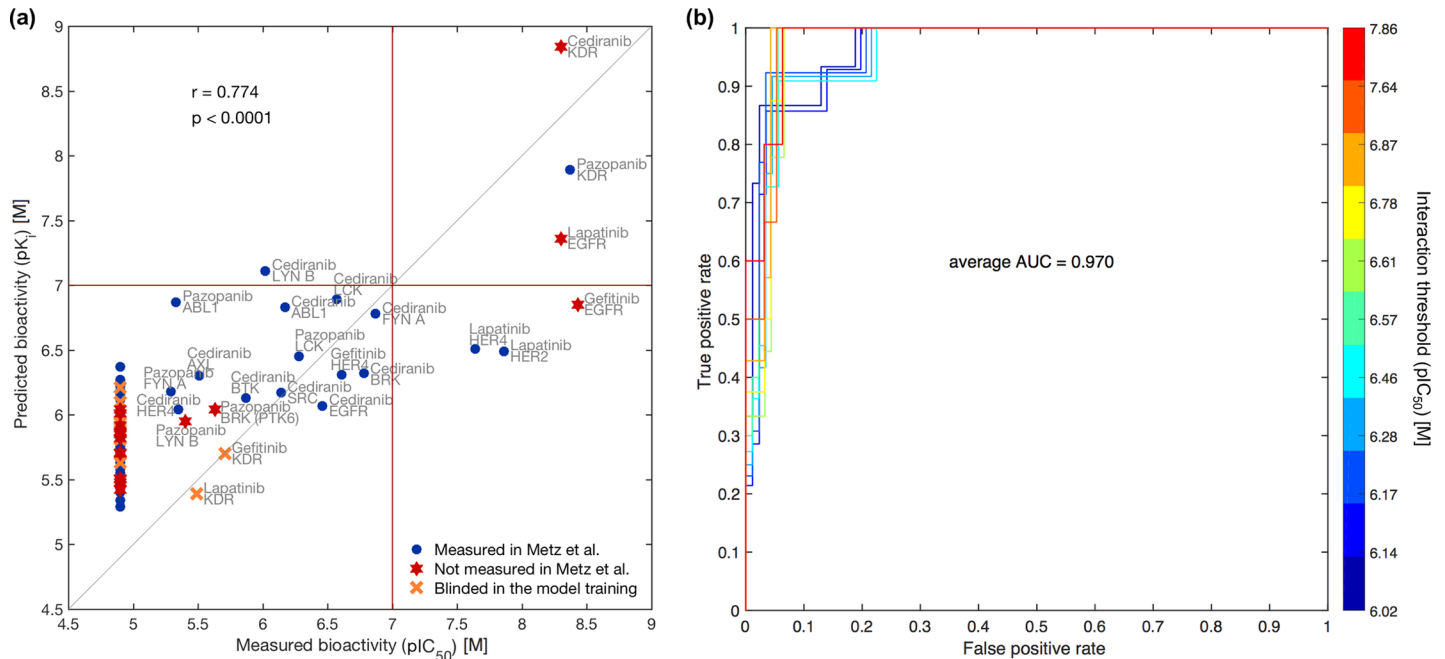 (a)
9
8.5
8
7.5
7
6.5
6
5.5
5
4.5
Predicted bioactivity (pKi) [M]
r = 0.774
p < 0.0001
Cediranib
KDR
Pazopanib
KDR
Lapatinib
EGFR
Cediranib
LYN B
Cediranib
LCK
Pazopanib
ABL1
Cediranib
ABL1
Gefitinib
EGFR
Cediranib
FYN A
Lapatinib
HER4
Lapatinib
HER2
Pazopanib
LCK
Gefitinib
HER4
Cediranib
AXL
Cediranib
BRK
Pazopanib
FYN A
Cediranib
BTK
Cediranib
SRC
Cediranib
HER4
Pazopanib
BRK (PTK6)
Cediranib
EGFR
Pazopanib
LYN B
Gefitinib
KDR
Lapatinib
KDR
Measured in Metz et al.
Not measured in Metz et al.
Blinded in the model training
4.5 5 5.5 6 6.5 7 7.5 8 8.5 9
Measured bioactivity (pIC50) [M]
(b)
1
0.9
0.8
0.7
0.6
0.5
0.4
0.3
0.2
0.1
0
True positive rate
average AUC = 0.970
0 0.1 0.2 0.3 0.4 0.5 0.6 0.7 0.8 0.9 1
False positive rate
7.86
7.64
6.87
6.78
6.61
6.57
6.46
6.28
6.17
6.14
6.02
Interaction threshold (pIC50) [M]